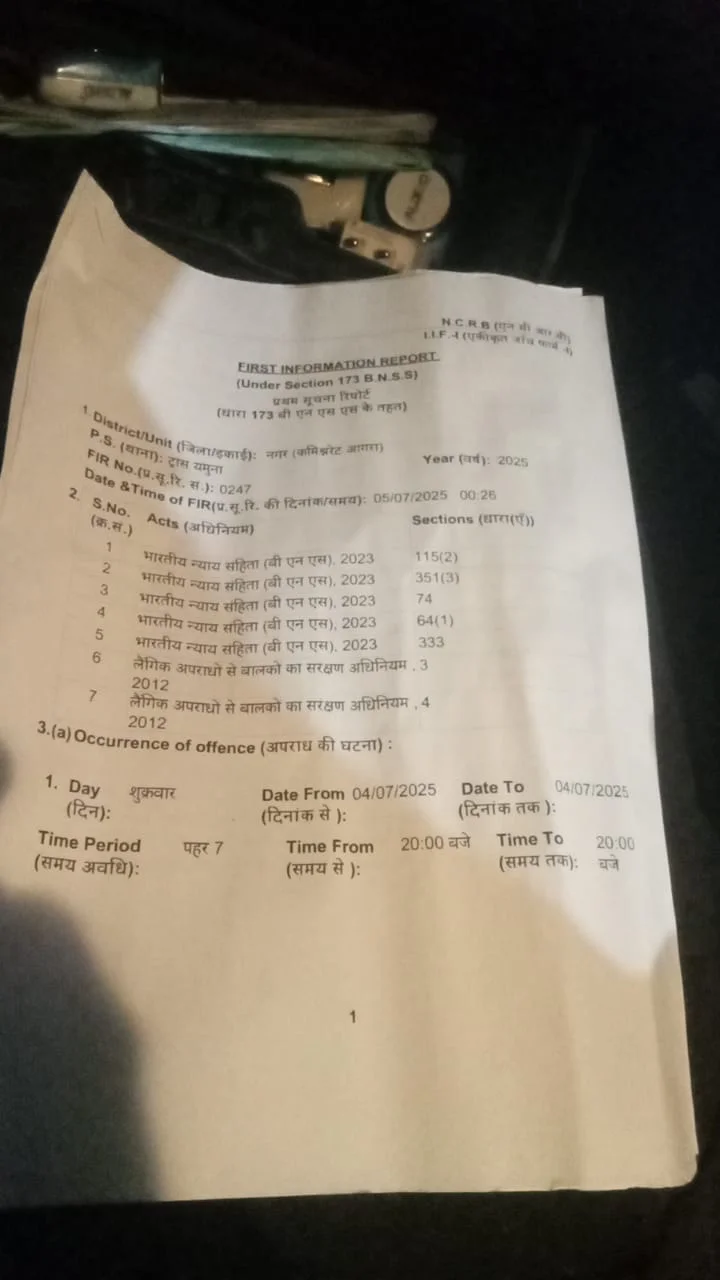 N.C.R.B (एन सी आर बी)
I.I.F.-I (एकीकृत जाँच फार्म -1)
FIRST INFORMATION REPORT
(Under Section 173 B.N.S.S)
प्रथम सूचना रिपोर्ट
(धारा 173 बी एन एस एस के तहत)
1. District/Unit (जिला/इकाई): नगर (कमिश्नरेट आगरा)
P.S. (थाना): ट्रांस यमुना Year (वर्ष): 2025
FIR No.(प्र.सू.रि. स.): 0247
Date &Time of FIR(प्र.सू.रि. की दिनांक/समय): 05/07/2025 00:26
2. S.No. (क्र.सं.) Acts (अधिनियम) Sections (धारा(एँ))
1 भारतीय न्याय संहिता (बी एन एस), 2023 115(2)
2 भारतीय न्याय संहिता (बी एन एस), 2023 351(3)
3 भारतीय न्याय संहिता (बी एन एस), 2023 74
4 भारतीय न्याय संहिता (बी एन एस), 2023 64(1)
5 भारतीय न्याय संहिता (बी एन एस), 2023 333
6 लैंगिक अपराधों से बालकों का संरक्षण अधिनियम , 3
2012
7 लैंगिक अपराधों से बालकों का संरक्षण अधिनियम , 4
2012
3.(a) Occurrence of offence (अपराध की घटना) :
1. Day शुक्रवार Date From 04/07/2025 Date To 04/07/2025
(दिन): (दिनांक से ): (दिनांक तक ):
Time Period पहर 7 Time From 20:00 बजे Time To 20:00
(समय अवधि): (समय से ): (समय तक): बजे
1